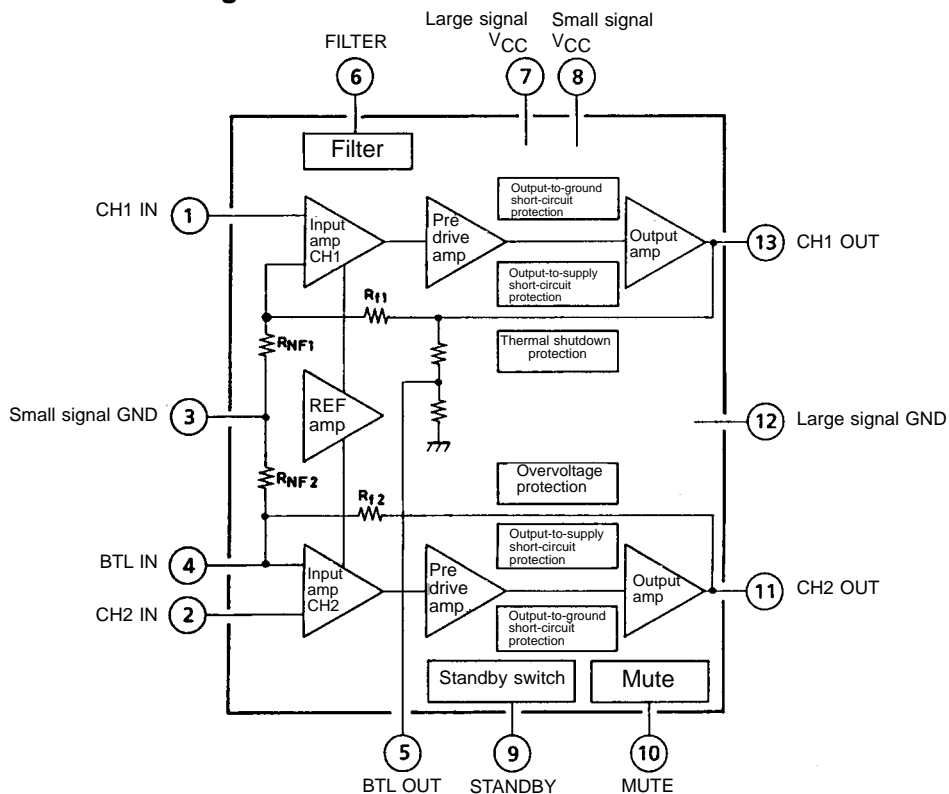 Large signal
VCC
Small signal
VCC
FILTER
6
7
8
Filter
CH1 IN
1
Input
amp
CH1
Pre
drive
amp
Output-to-ground
short-circuit
protection
Output
amp
13
CH1 OUT
Output-to-supply
short-circuit
protection
Rf1
RNF1
Thermal shutdown
protection
Small signal GND
3
REF
amp
12
Large signal GND
RNF2
Overvoltage
protection
Rf2
Output-to-supply
short-circuit
protection
BTL IN
4
Input
amp
CH2
Pre
drive
amp
Output
amp
11
CH2 OUT
CH2 IN
2
Output-to-ground
short-circuit
protection
Standby switch
Mute
5
9
10
BTL OUT
STANDBY
MUTE